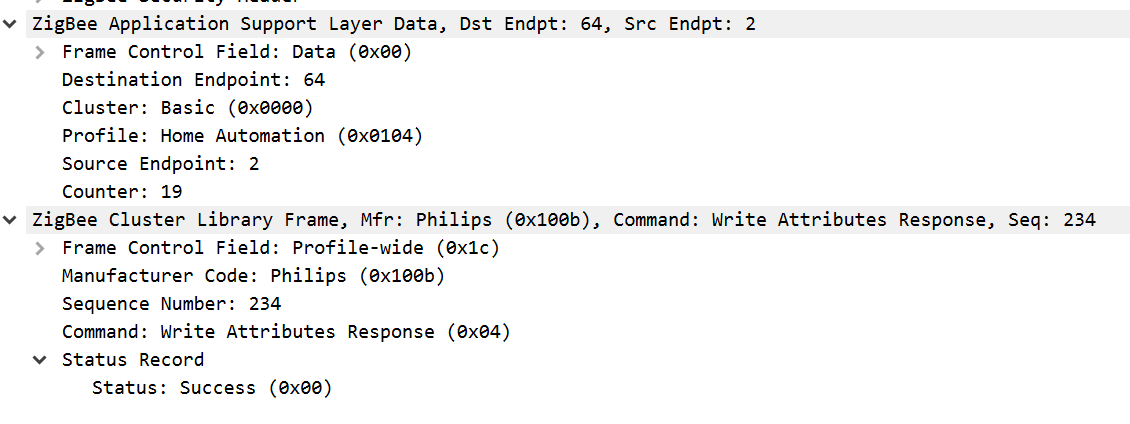 ZigBee Application Support Layer Data, Dst Endpt: 64, Src Endpt: 2
Frame Control Field: Data (0x00)
Destination Endpoint: 64
Cluster: Basic (0x0000)
Profile: Home Automation (0x0104)
Source Endpoint: 2
Counter: 19
ZigBee Cluster Library Frame, Mfr: Philips (0x100b), Command: Write Attributes Response, Seq: 234
Frame Control Field: Profile-wide (0x1c)
Manufacturer Code: Philips (0x100b)
Sequence Number: 234
Command: Write Attributes Response (0x04)
Status Record
Status: Success (0x00)